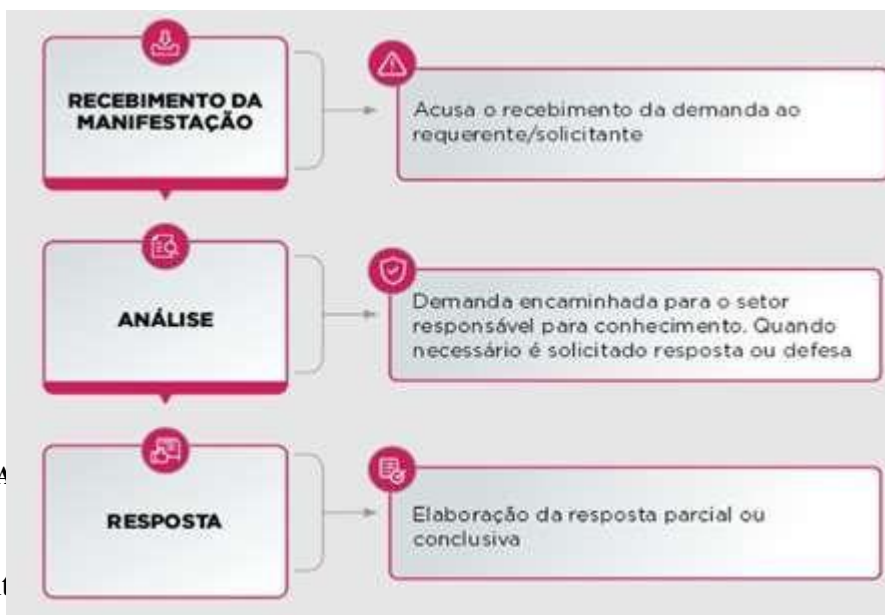 RECEBIMENTO DA
MANIFESTAÇÃO
Acusa o recebimento da demanda ao
requerente/solicitante
ANÁLISE
Demanda encaminhada para o setor
responsável para conhecimento. Quando
necessário é solicitado resposta ou defesa
RESPOSTA
Elaboração da resposta parcial ou
conclusiva